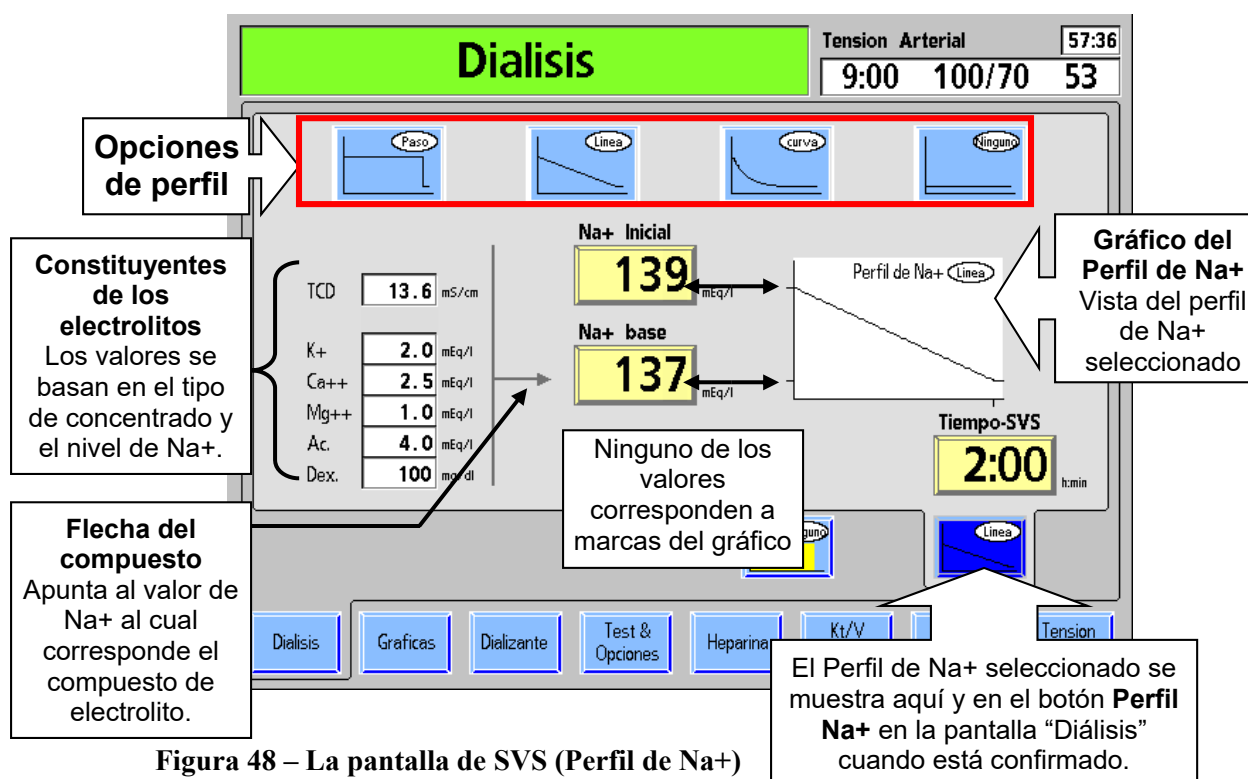 Dialisis
Tension Arterial
57:36
9:00 100/70 53
Opciones
de perfil
Paso
Linea
curva
Ninguno
Constituyentes
de los
electrolitos
Los valores se
basan en el tipo
de concentrado y
el nivel de Na+.
TCD 13.6 mS/cm
K+ 2.0 mEq/l
Ca++ 2.5 mEq/l
Mg++ 1.0 mEq/l
Ac. 4.0 mEq/l
Dex. 100
Na+ Inicial
139 mEq/l
Na+ base
137 mEq/l
Perfil de Na+ Linea
Gráfico del
Perfil de Na+
Vista del perfil
de Na+
seleccionado
Tiempo-SVS
2:00 h:min
Ninguno de los
valores
corresponden a
marcas del gráfico
Flecha del
compuesto
Apunta al valor de
Na+ al cual
corresponde el
compuesto de
electrolito.
Linea
Dialisis
Graficas
Dializante
Test &
Opciones
Heparina
Kt/V
Tension
El Perfil de Na+ seleccionado se
muestra aquí y en el botón Perfil
Na+ en la pantalla “Diálisis”
cuando está confirmado.
Figura 48 – La pantalla de SVS (Perfil de Na+)